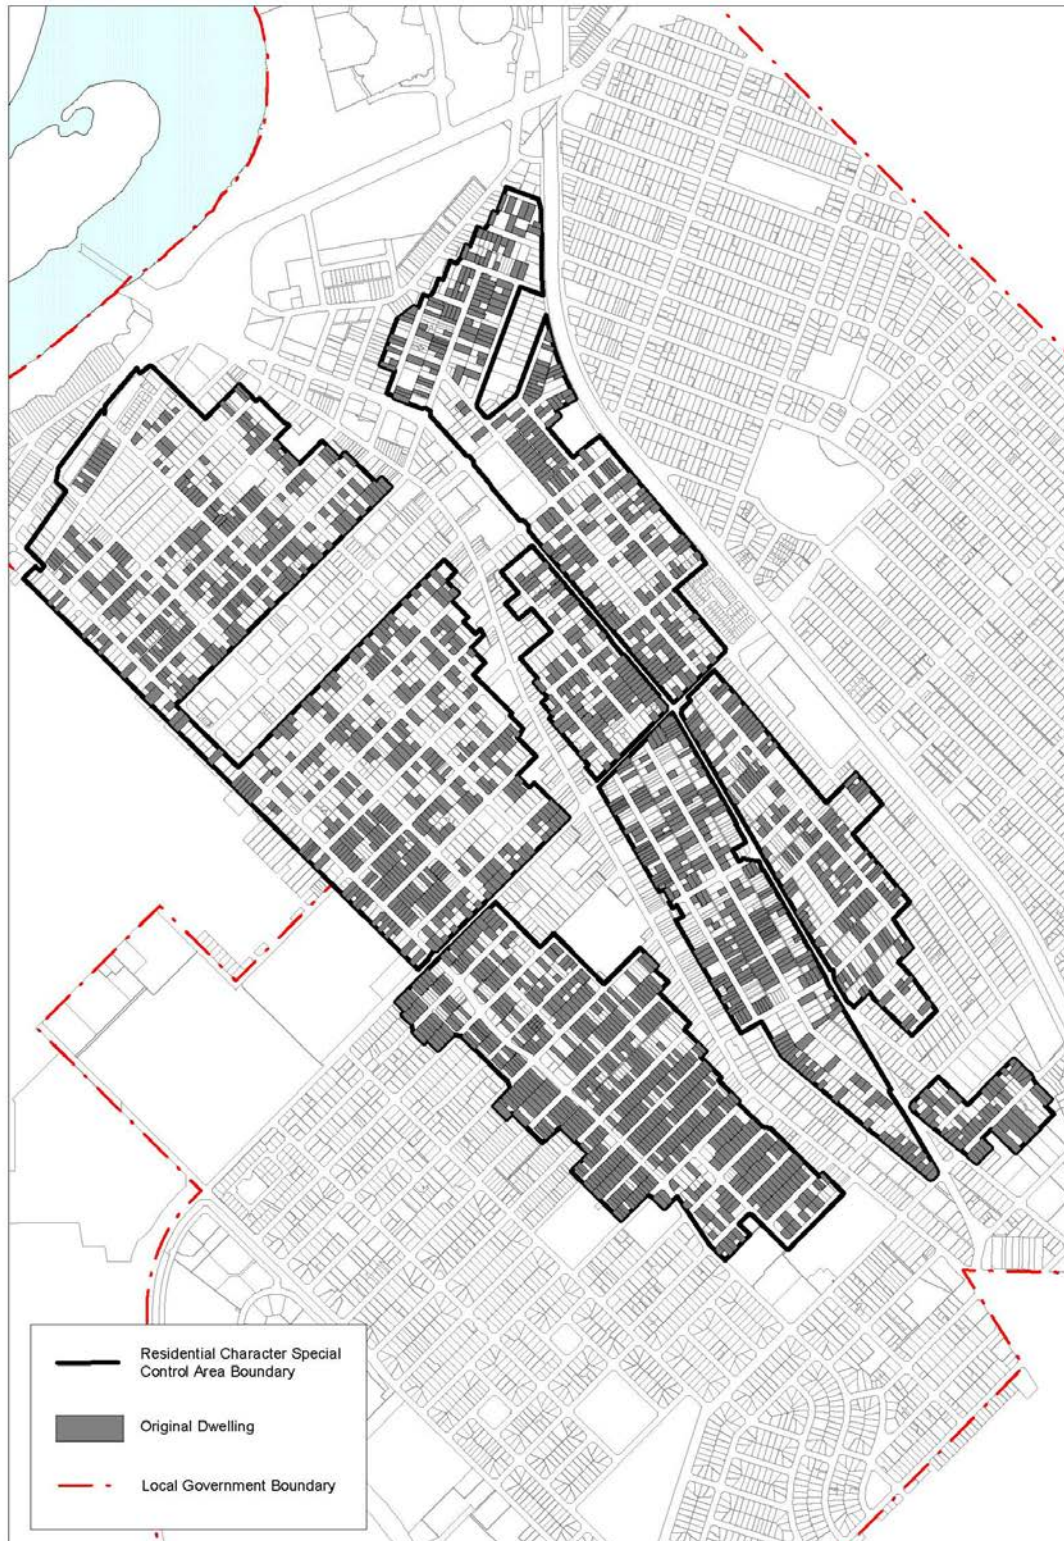 Residential Character Special
Control Area Boundary
Original Dwelling
Local Government Boundary